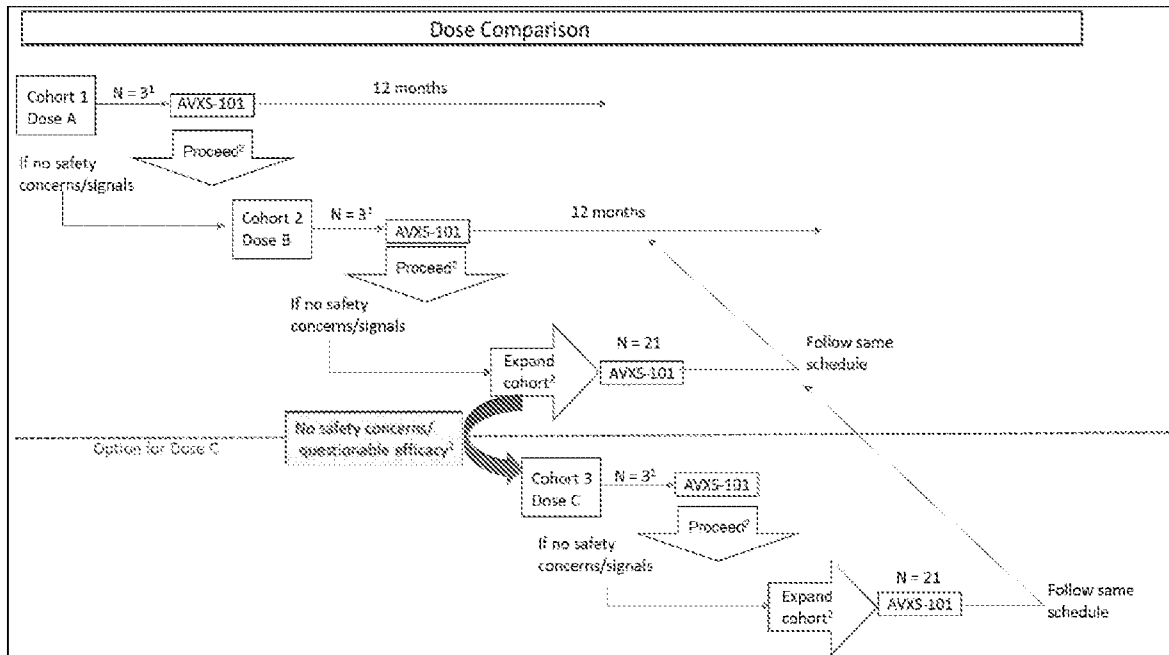 Dose Comparison
Cohort 1
Dose A
N = 3¹
AVXS-101
12 months
Proceed²
If no safety
concerns/signals
Cohort 2
Dose B
N = 3¹
AVXS-101
12 months
Proceed²
If no safety
concerns/signals
Expand
cohort²
N = 21
AVXS-101
Follow same
schedule
Option for Dose C
No safety concerns/
questionable efficacy
Cohort 3
Dose C
N = 3¹
AVXS-101
Proceed²
If no safety
concerns/signals
Expand
cohort²
N = 21
AVXS-101
Follow same
schedule